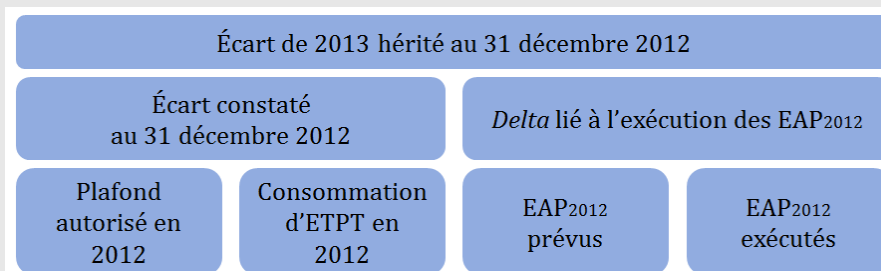 Écart de 2013 hérité au 31 décembre 2012
Écart constaté
au 31 décembre 2012
Delta lié à l'exécution des EAP2012
Plafond
autorisé en
2012
Consommation
d'ETPT en
2012
EAP2012
prévus
EAP2012
exécutés